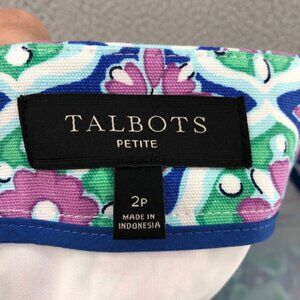 TALBOTS
PETITE
2P
MADE IN
INDONESIA